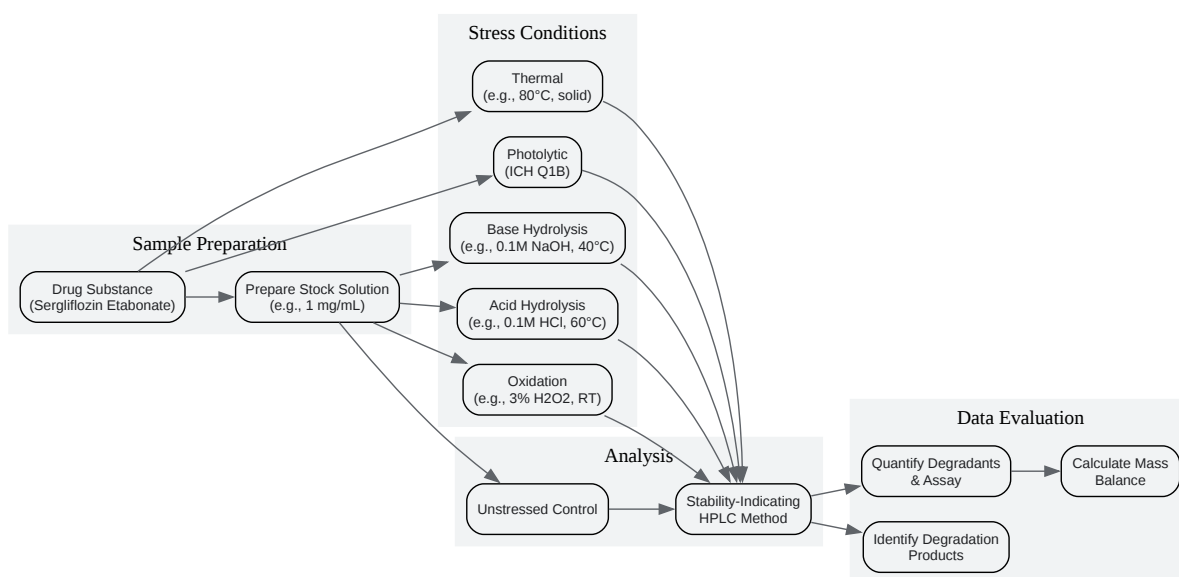 Stress Conditions
Thermal
(e.g., 80°C, solid)
Photolytic
(ICH Q1B)
Base Hydrolysis
(e.g., 0.1M NaOH, 40°C)
Sample Preparation
Drug Substance
(Sergliflozin Etabonate)
Prepare Stock Solution
(e.g., 1 mg/mL)
Acid Hydrolysis
(e.g., 0.1M HCl, 60°C)
Oxidation
(e.g., 3% H2O2, RT)
Analysis
Unstressed Control
Stability-Indicating
HPLC Method
Data Evaluation
Quantify Degradants
& Assay
Calculate Mass
Balance
Identify Degradation
Products